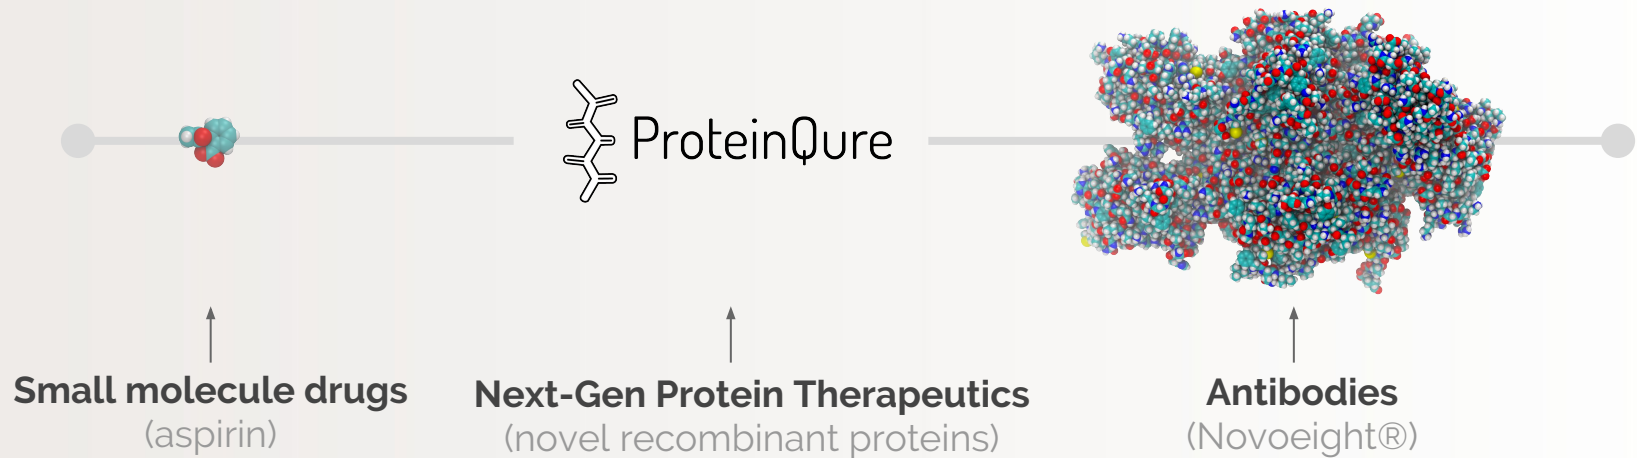 ProteinQure
Small molecule drugs
(aspirin)
Next-Gen Protein Therapeutics
(novel recombinant proteins)
Antibodies
(Novoeight®)